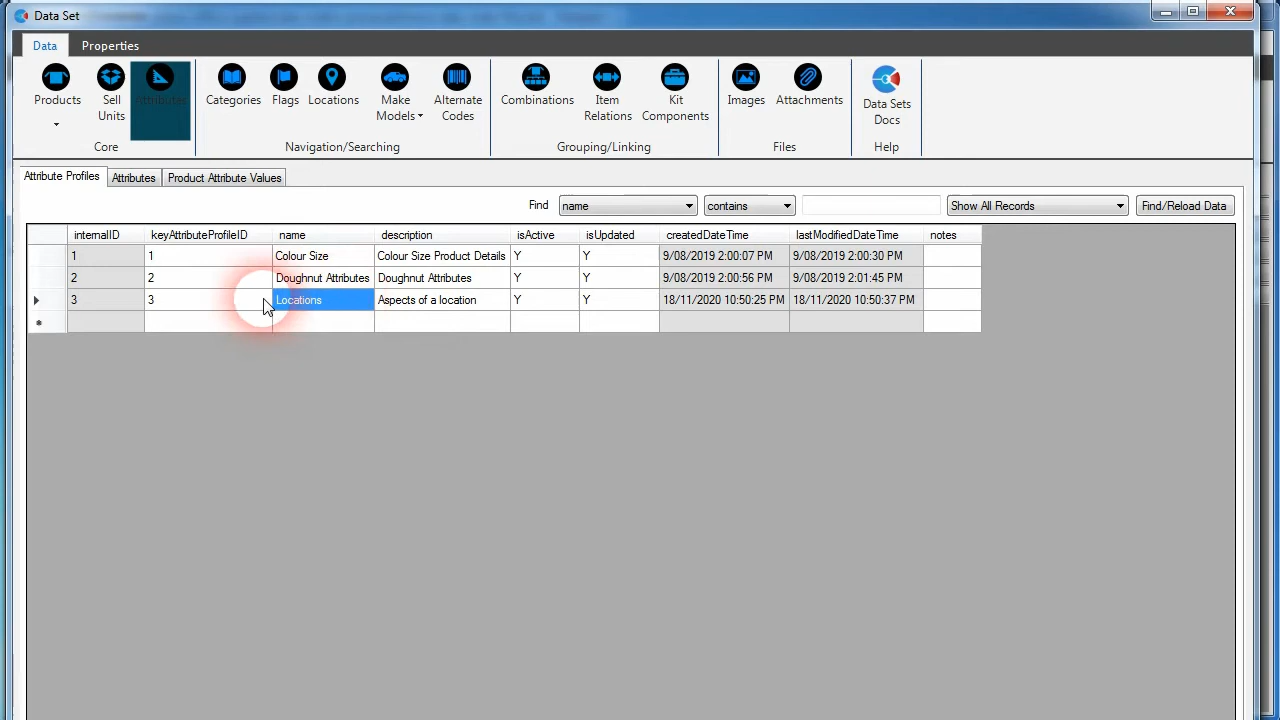 Data Set
Data Properties
Products Sell Units Attributes Categories Flags Locations Make Models Alternate Codes Combinations Item Relations Kit Components Images Attachments Data Sets Docs
Core Navigation/Searching Grouping/Linking Files Help
Attribute Profiles Attributes Product Attribute Values
Find name contains Show All Records Find/Reload Data
internalID keyAttributeProfileID name description isActive isUpdated createdDateTime lastModifiedDateTime notes
1 1 Colour Size Colour Size Product Details Y Y 9/08/2019 2:00:07 PM 9/08/2019 2:00:30 PM
2 2 Doughnut Attributes Doughnut Attributes Y Y 9/08/2019 2:00:56 PM 9/08/2019 2:01:45 PM
3 3 Locations Aspects of a location Y Y 18/11/2020 10:50:25 PM 18/11/2020 10:50:37 PM